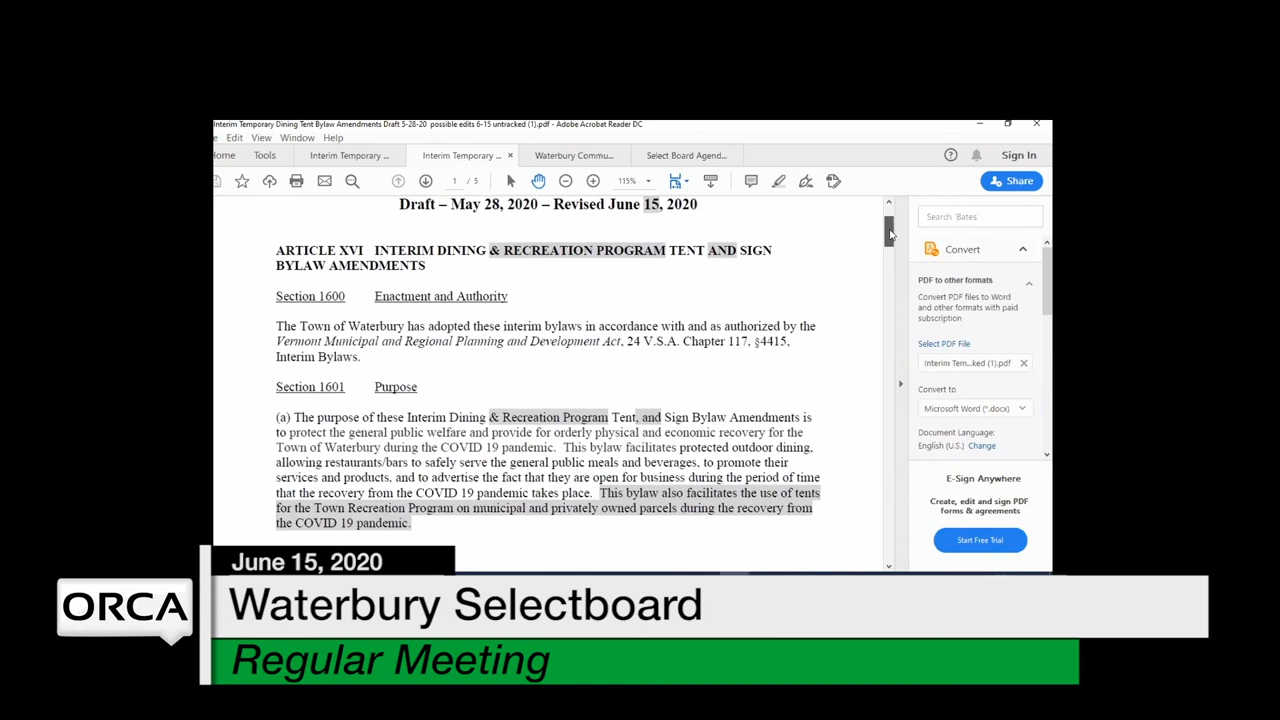 Interim Temporary Dining Tent Bylaw Amendments Draft 5-28-20 possible edits 6-15 untracked (1).pdf - Adobe Acrobat Reader DC
Edit View Window Help
Home Tools Interim Temporary ... Interim Temporary ... × Waterbury Commu... Select Board Agend... Sign In
1 / 5 115% Share
Draft – May 28, 2020 – Revised June 15, 2020
ARTICLE XVI INTERIM DINING & RECREATION PROGRAM TENT AND SIGN
BYLAW AMENDMENTS
Section 1600 Enactment and Authority
The Town of Waterbury has adopted these interim bylaws in accordance with and as authorized by the
Vermont Municipal and Regional Planning and Development Act, 24 V.S.A. Chapter 117, §4415,
Interim Bylaws.
Section 1601 Purpose
(a) The purpose of these Interim Dining & Recreation Program Tent, and Sign Bylaw Amendments is
to protect the general public welfare and provide for orderly physical and economic recovery for the
Town of Waterbury during the COVID 19 pandemic. This bylaw facilitates protected outdoor dining,
allowing restaurants/bars to safely serve the general public meals and beverages, to promote their
services and products, and to advertise the fact that they are open for business during the period of time
that the recovery from the COVID 19 pandemic takes place. This bylaw also facilitates the use of tents
for the Town Recreation Program on municipal and privately owned parcels during the recovery from
the COVID 19 pandemic.
Search 'Bates
Convert
PDF to other formats
Convert PDF files to Word
and other formats with paid
subscription
Select PDF File
Interim Tem...ked (1).pdf
Convert to
Microsoft Word (*.docx)
Document Language:
English (U.S.) Change
E-Sign Anywhere
Create, edit and sign PDF
forms & agreements
Start Free Trial
June 15, 2020
ORCA
Waterbury Selectboard
Regular Meeting